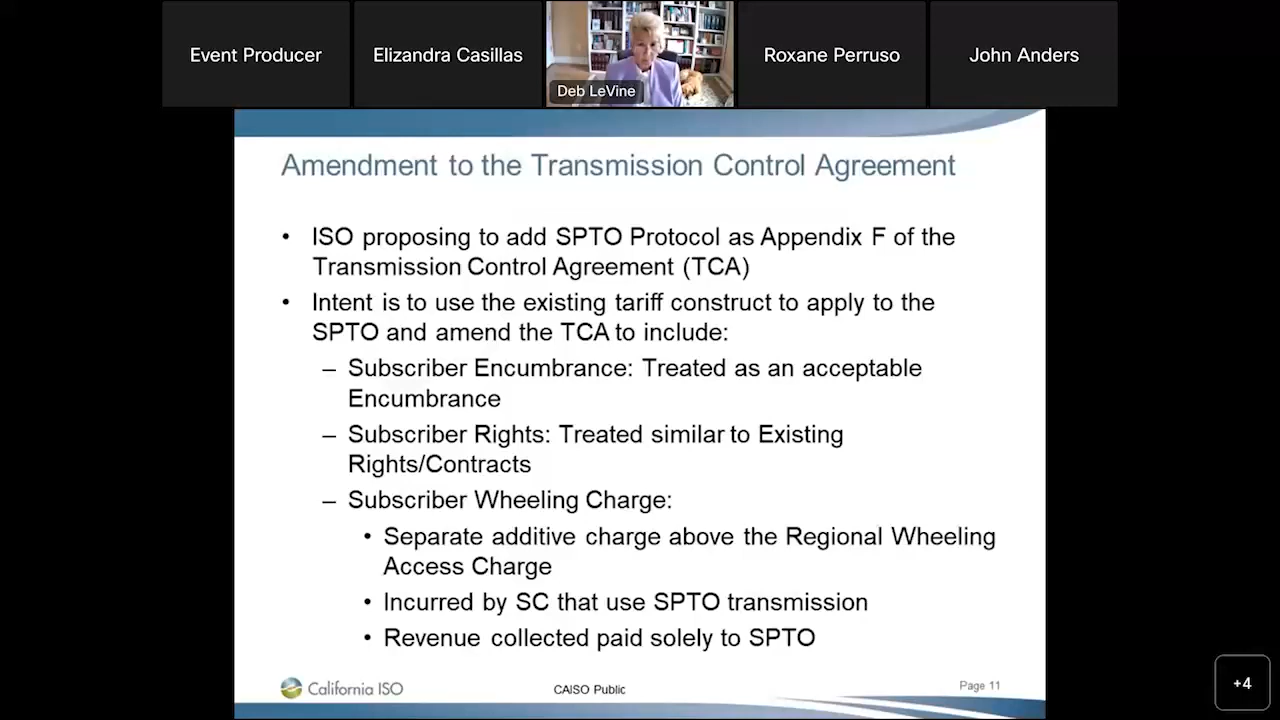 Event Producer
Elizandra Casillas
Deb LeVine
Roxane Perruso
John Anders
Amendment to the Transmission Control Agreement
• ISO proposing to add SPTO Protocol as Appendix F of the
Transmission Control Agreement (TCA)
• Intent is to use the existing tariff construct to apply to the
SPTO and amend the TCA to include:
– Subscriber Encumbrance: Treated as an acceptable
Encumbrance
– Subscriber Rights: Treated similar to Existing
Rights/Contracts
– Subscriber Wheeling Charge:
• Separate additive charge above the Regional Wheeling
Access Charge
• Incurred by SC that use SPTO transmission
• Revenue collected paid solely to SPTO
California ISO
CAISO Public
Page 11
+4